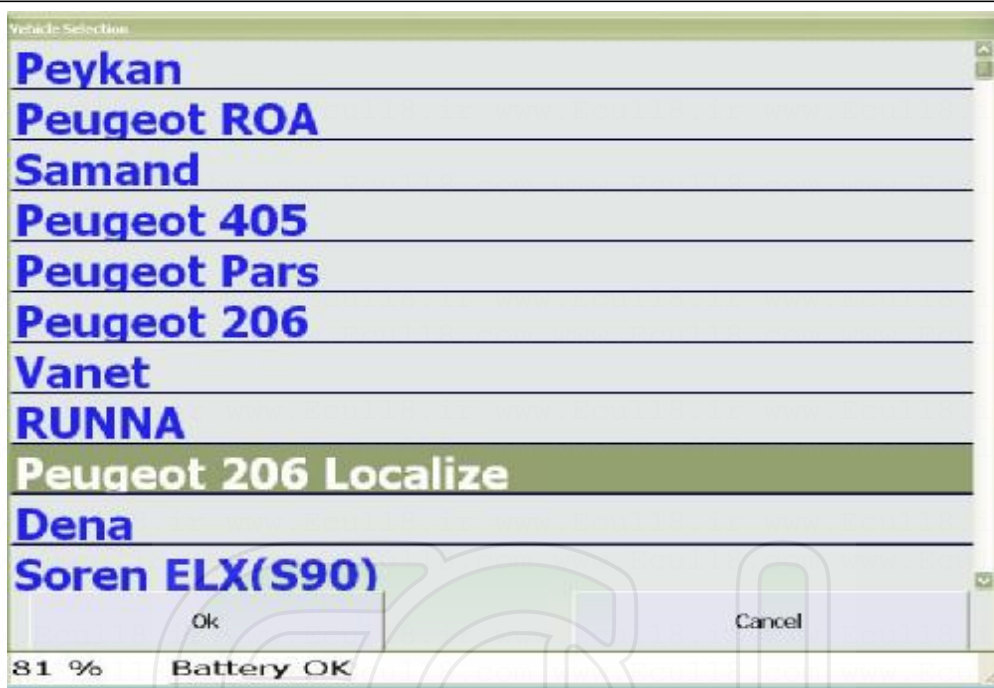 Vehicle Selection
Peykan
Peugeot ROA
Samand
Peugeot 405
Peugeot Pars
Peugeot 206
Vanet
RUNNA
Peugeot 206 Localize
Dena
Soren ELX(S90)
Ok Cancel
81 % Battery OK